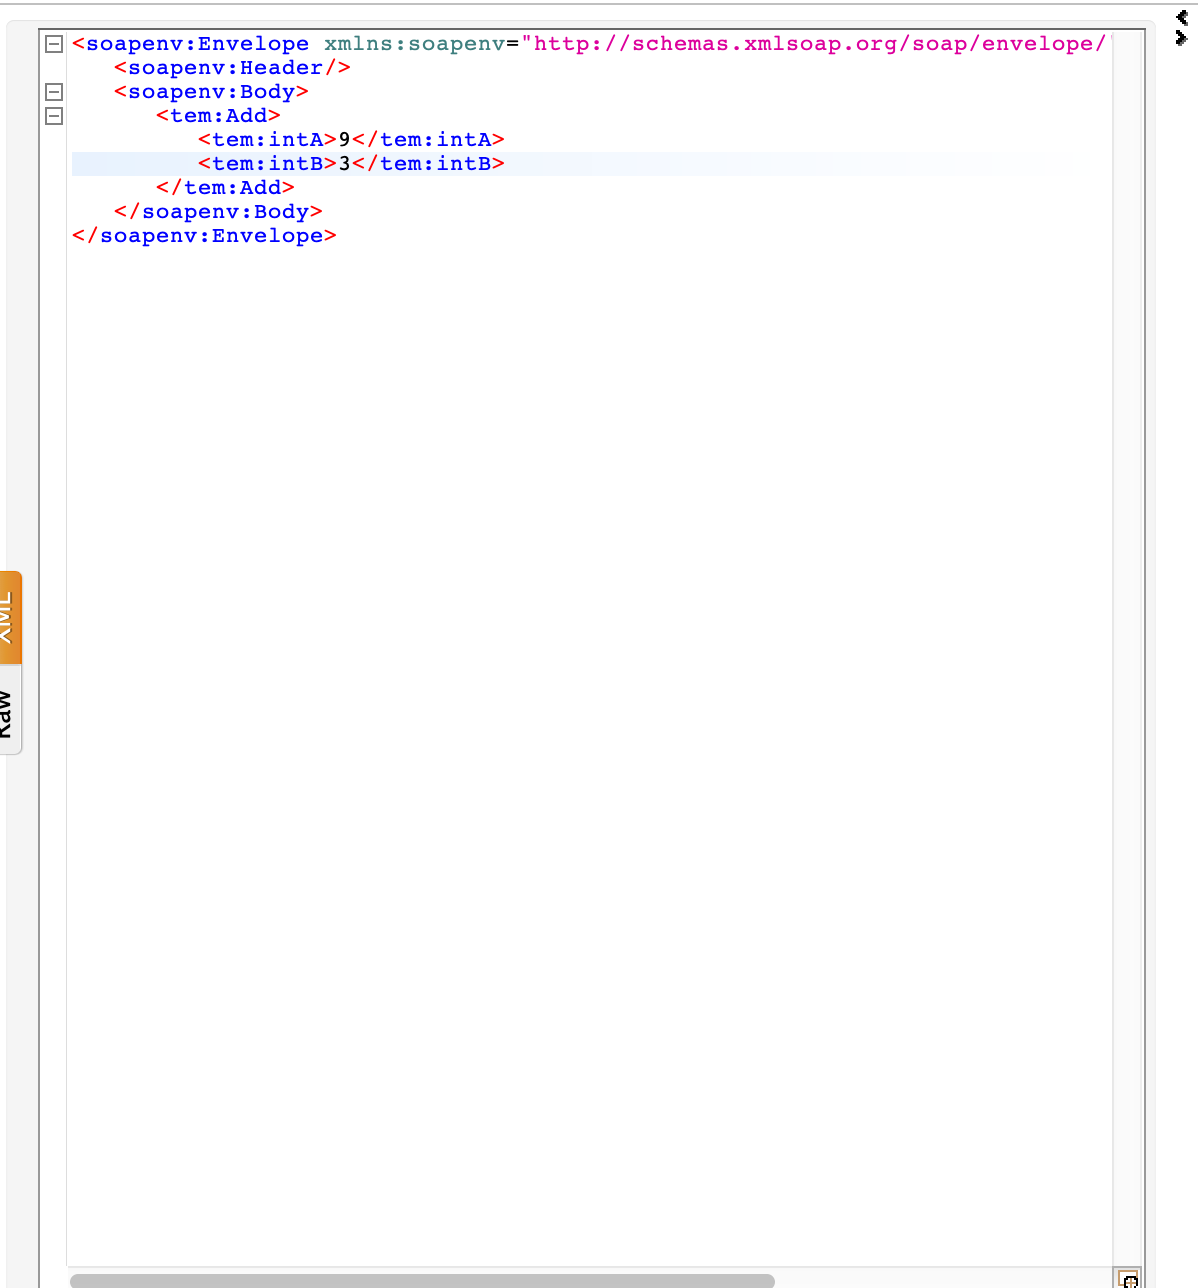 <soapenv:Envelope xmlns:soapenv="http://schemas.xmlsoap.org/soap/envelope/
<soapenv:Header/>
<soapenv:Body>
<tem:Add>
<tem:intA>9</tem:intA>
<tem:intB>3</tem:intB>
</tem:Add>
</soapenv:Body>
</soapenv:Envelope>
XML
Raw